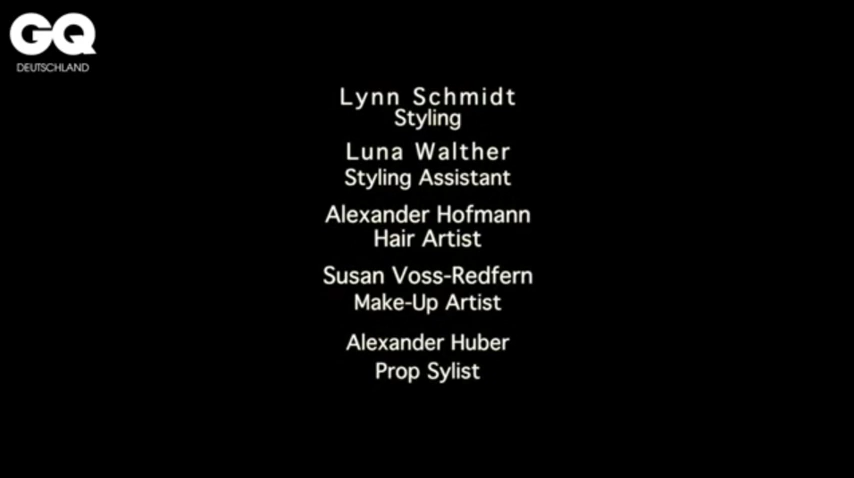 GQ
DEUTSCHLAND
Lynn Schmidt
Styling
Luna Walther
Styling Assistant
Alexander Hofmann
Hair Artist
Susan Voss-Redfern
Make-Up Artist
Alexander Huber
Prop Sylist